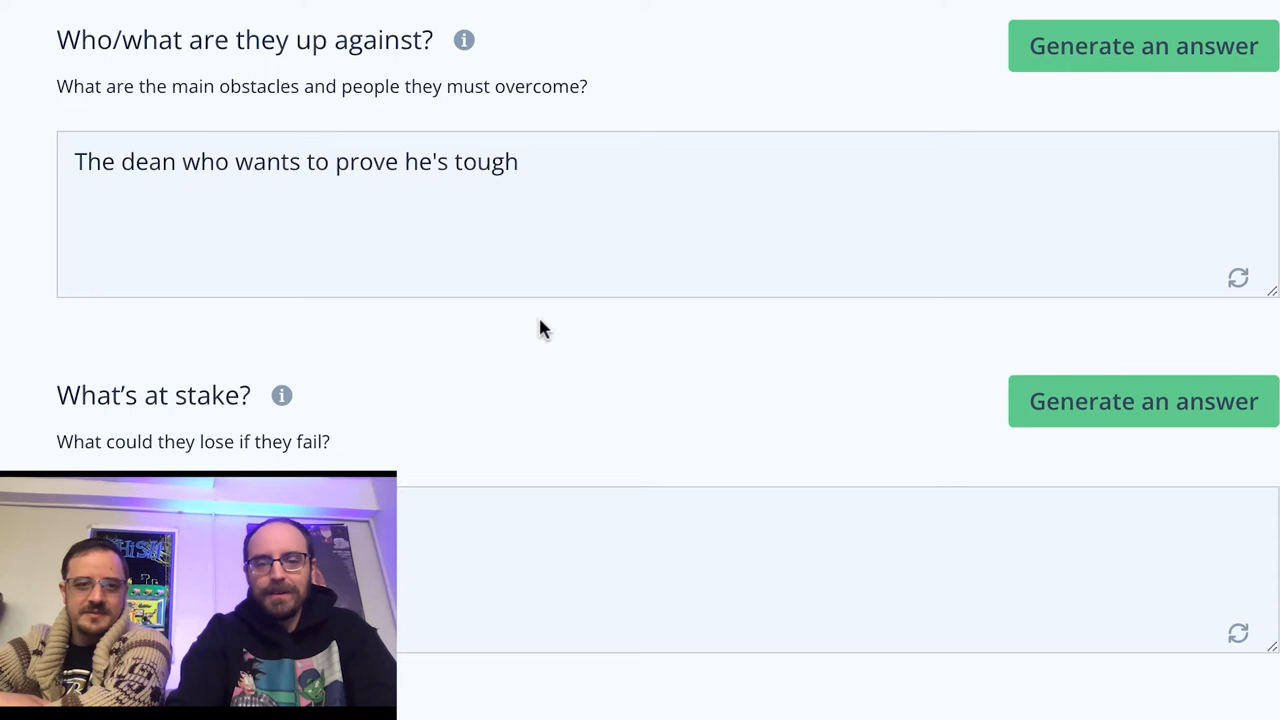 Who/what are they up against?
Generate an answer
What are the main obstacles and people they must overcome?
The dean who wants to prove he's tough
What’s at stake?
Generate an answer
What could they lose if they fail?
PHiSH